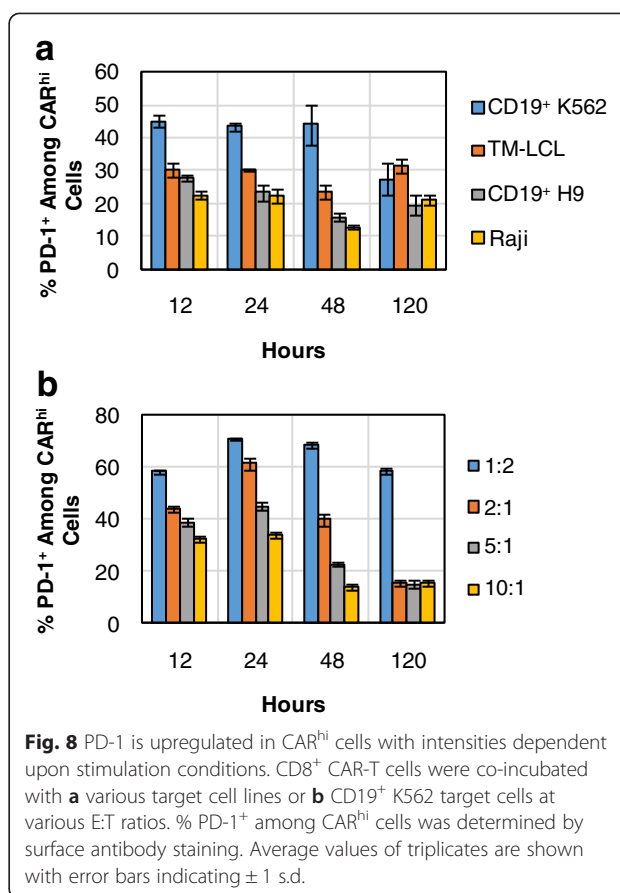 a
% PD-1⁺ Among CARʰⁱ
Cells
60
50
40
30
20
10
0
12 24 48 120
Hours
CD19⁺ K562
TM-LCL
CD19⁺ H9
Raji
b
% PD-1⁺ Among CARʰⁱ
Cells
80
60
40
20
0
12 24 48 120
Hours
1:2
2:1
5:1
10:1
Fig. 8 PD-1 is upregulated in CARʰⁱ cells with intensities dependent
upon stimulation conditions. CD8⁺ CAR-T cells were co-incubated
with a various target cell lines or b CD19⁺ K562 target cells at
various E:T ratios. % PD-1⁺ among CARʰⁱ cells was determined by
surface antibody staining. Average values of triplicates are shown
with error bars indicating ± 1 s.d.